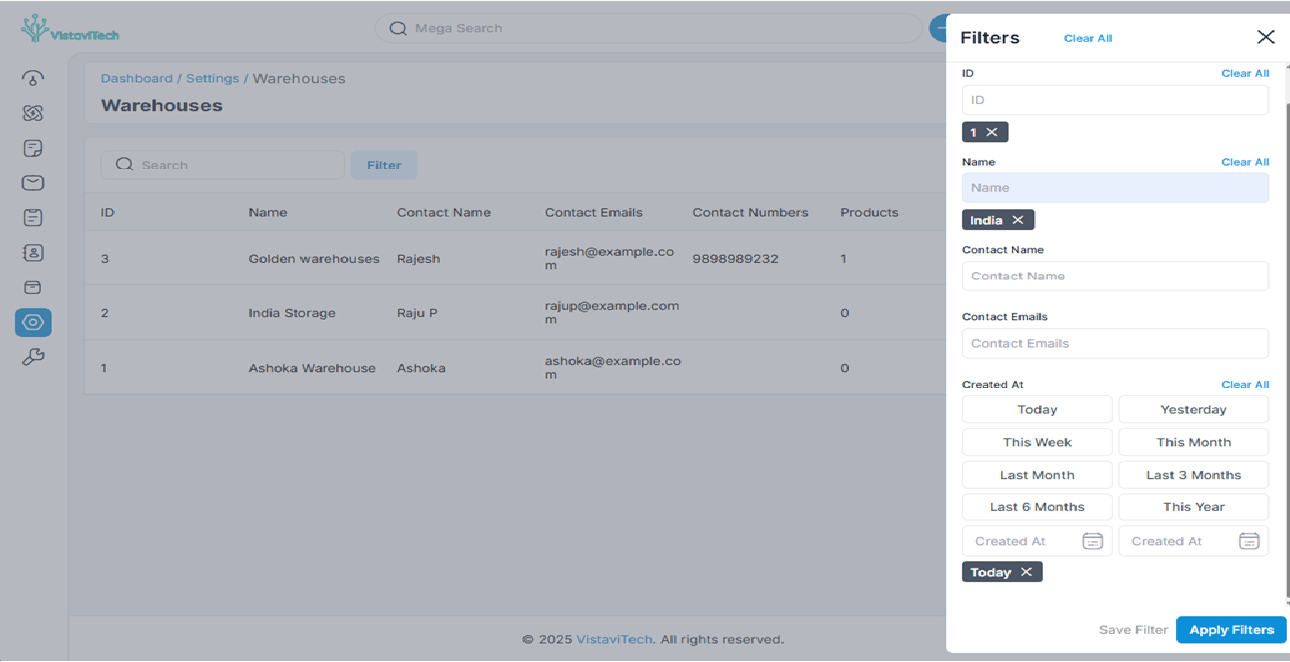 VistaviTech
Mega Search
Dashboard / Settings / Warehouses
Warehouses
Search
Filter
ID Name Contact Name Contact Emails Contact Numbers Products
3 Golden warehouses Rajesh rajesh@example.co 9898989232 1
m
2 India Storage Raju P rajup@example.com 0
m
1 Ashoka Warehouse Ashoka ashoka@example.co 0
m
© 2025 VistaviTech. All rights reserved.
Filters Clear All
ID Clear All
ID
1
Name Clear All
Name
India
Contact Name
Contact Name
Contact Emails
Contact Emails
Created At Clear All
Today Yesterday
This Week This Month
Last Month Last 3 Months
Last 6 Months This Year
Created At Created At
Today
Save Filter Apply Filters